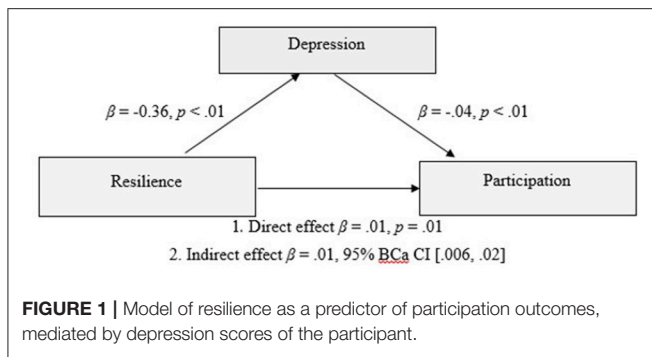 Depression
β = -0.36, p < .01
β = -.04, p < .01
Resilience
Participation
1. Direct effect β = .01, p = .01
2. Indirect effect β = .01, 95% BCa CI [.006, .02]
FIGURE 1 | Model of resilience as a predictor of participation outcomes,
mediated by depression scores of the participant.